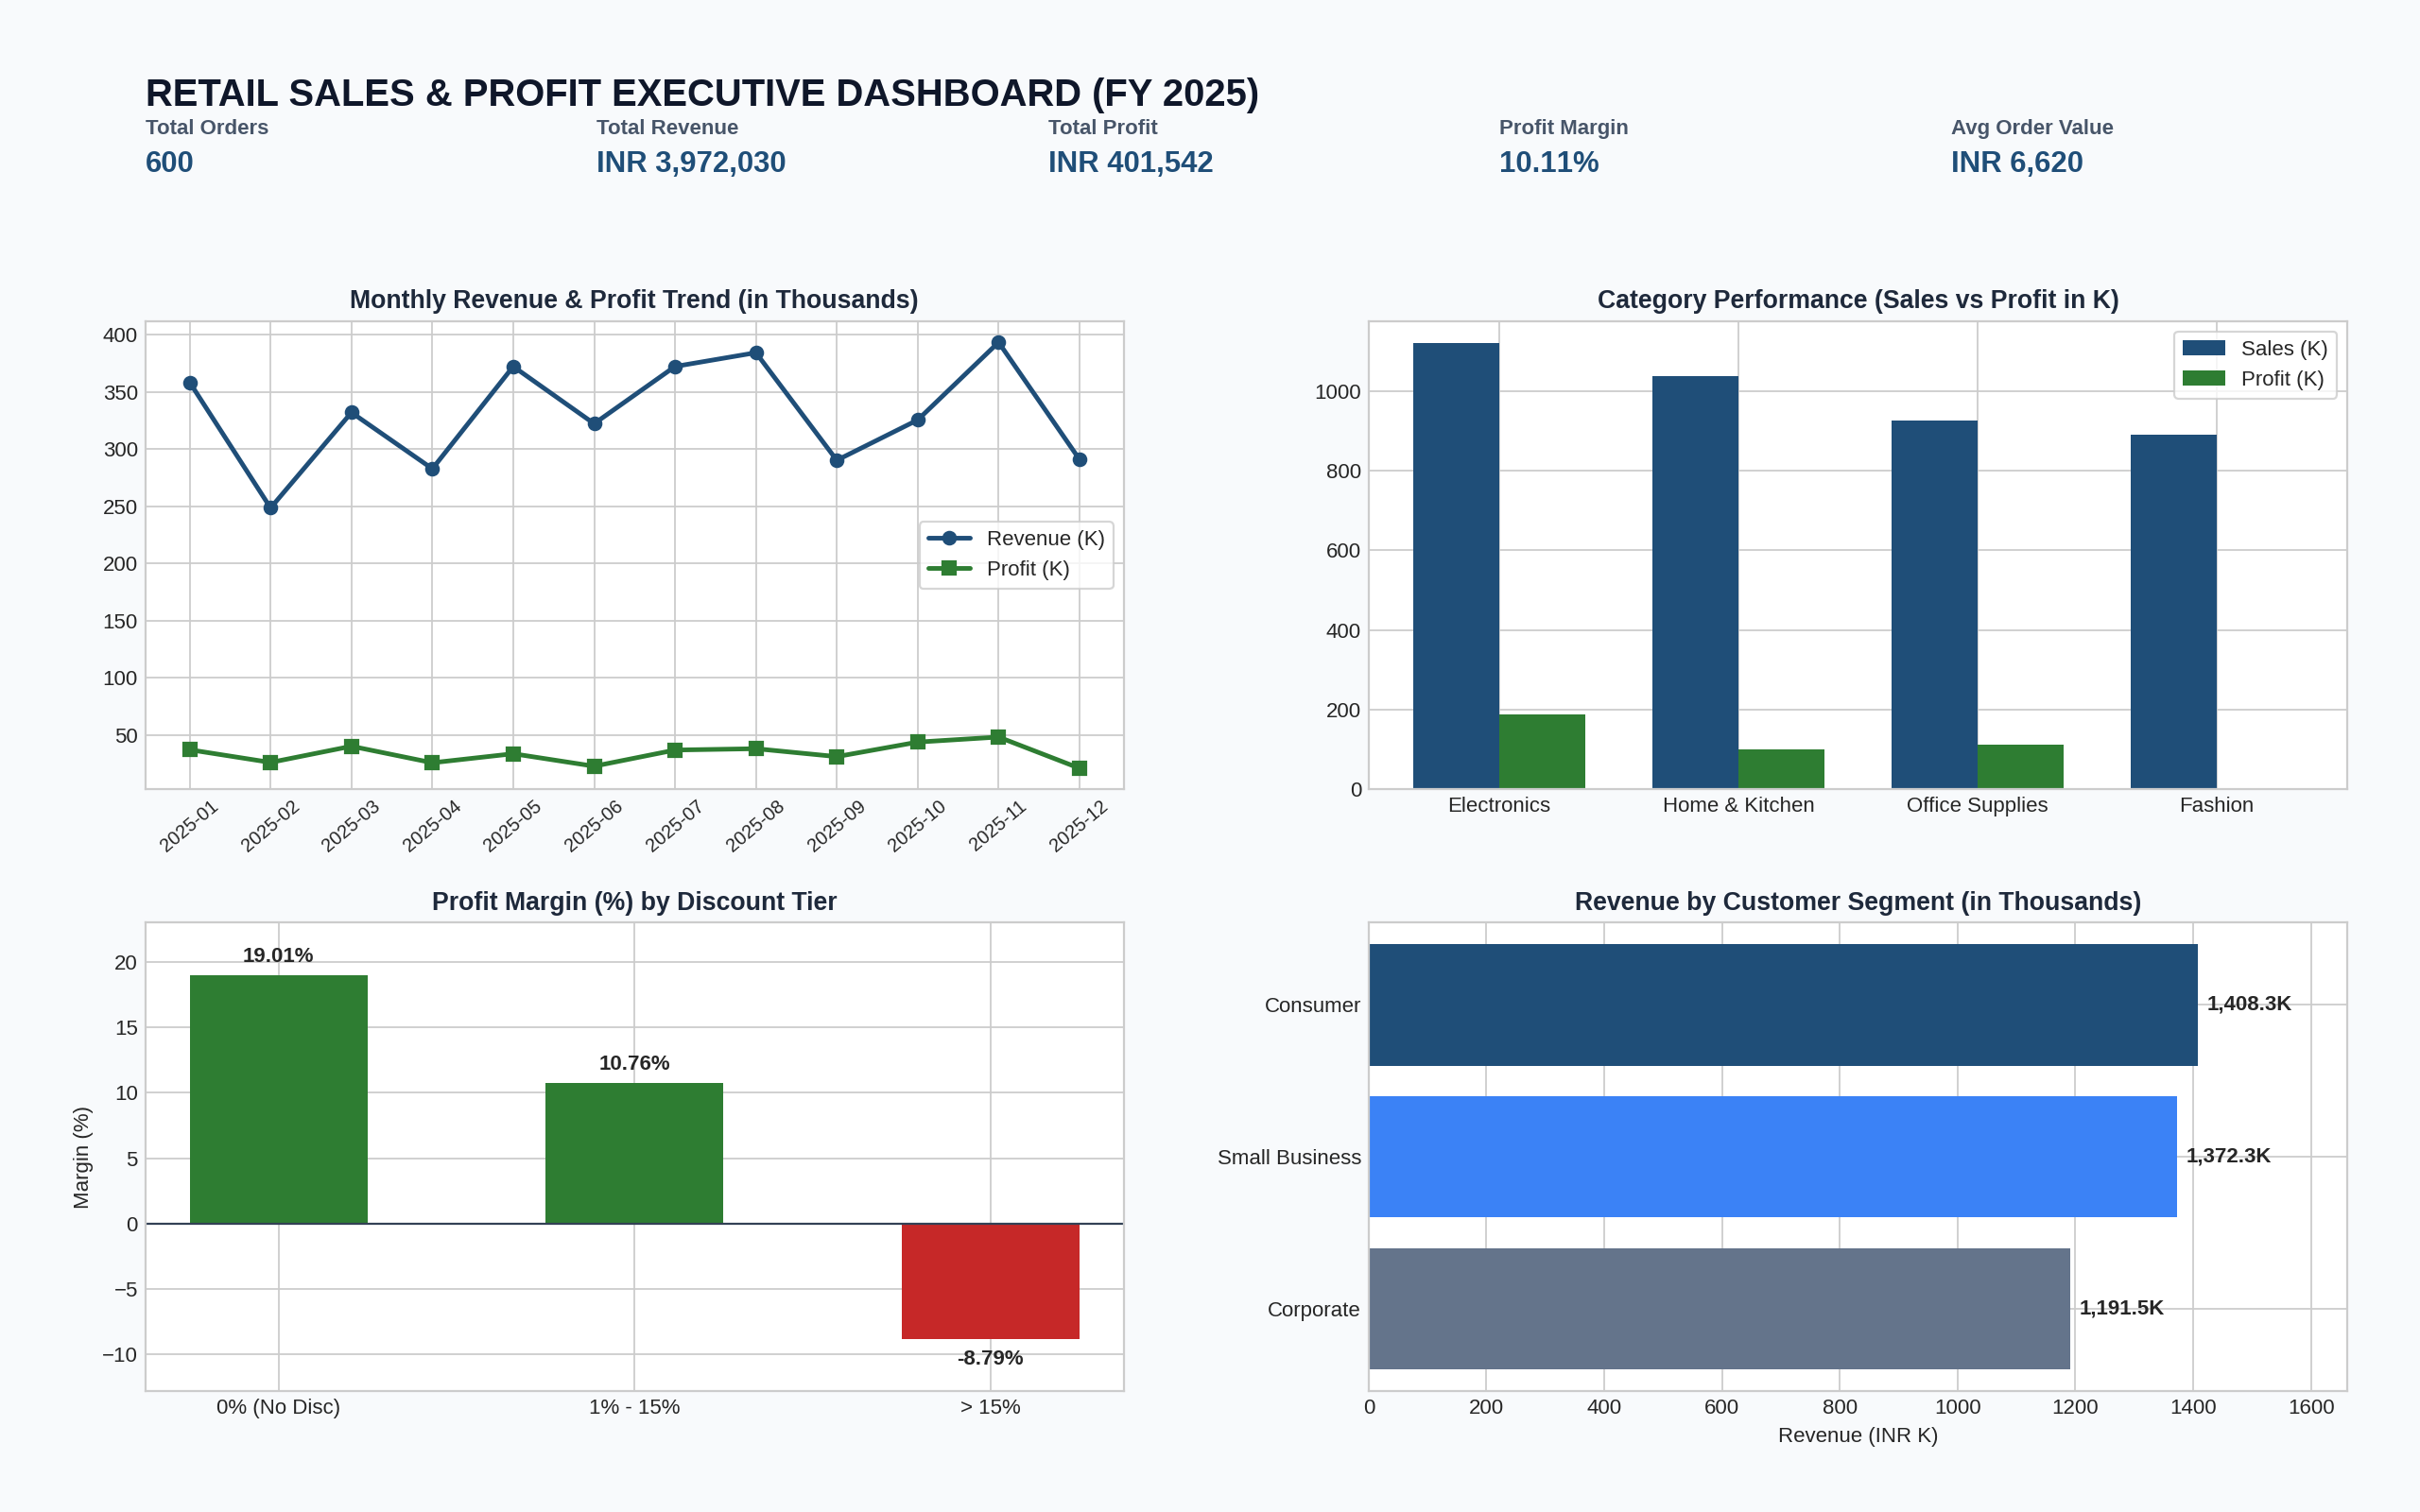 RETAIL SALES & PROFIT EXECUTIVE DASHBOARD (FY 2025)
Total Orders
600
Total Revenue
INR 3,972,030
Total Profit
INR 401,542
Profit Margin
10.11%
Avg Order Value
INR 6,620
Monthly Revenue & Profit Trend (in Thousands)
400
350
300
250
200
150
100
50
Revenue (K)
Profit (K)
2025-01
2025-02
2025-03
2025-04
2025-05
2025-06
2025-07
2025-08
2025-09
2025-10
2025-11
2025-12
Category Performance (Sales vs Profit in K)
1000
800
600
400
200
0
Sales (K)
Profit (K)
Electronics
Home & Kitchen
Office Supplies
Fashion
Profit Margin (%) by Discount Tier
Margin (%)
20
15
10
5
0
−5
−10
19.01%
10.76%
-8.79%
0% (No Disc)
1% - 15%
> 15%
Revenue by Customer Segment (in Thousands)
Consumer
1,408.3K
Small Business
1,372.3K
Corporate
1,191.5K
0
200
400
600
800
1000
1200
1400
1600
Revenue (INR K)